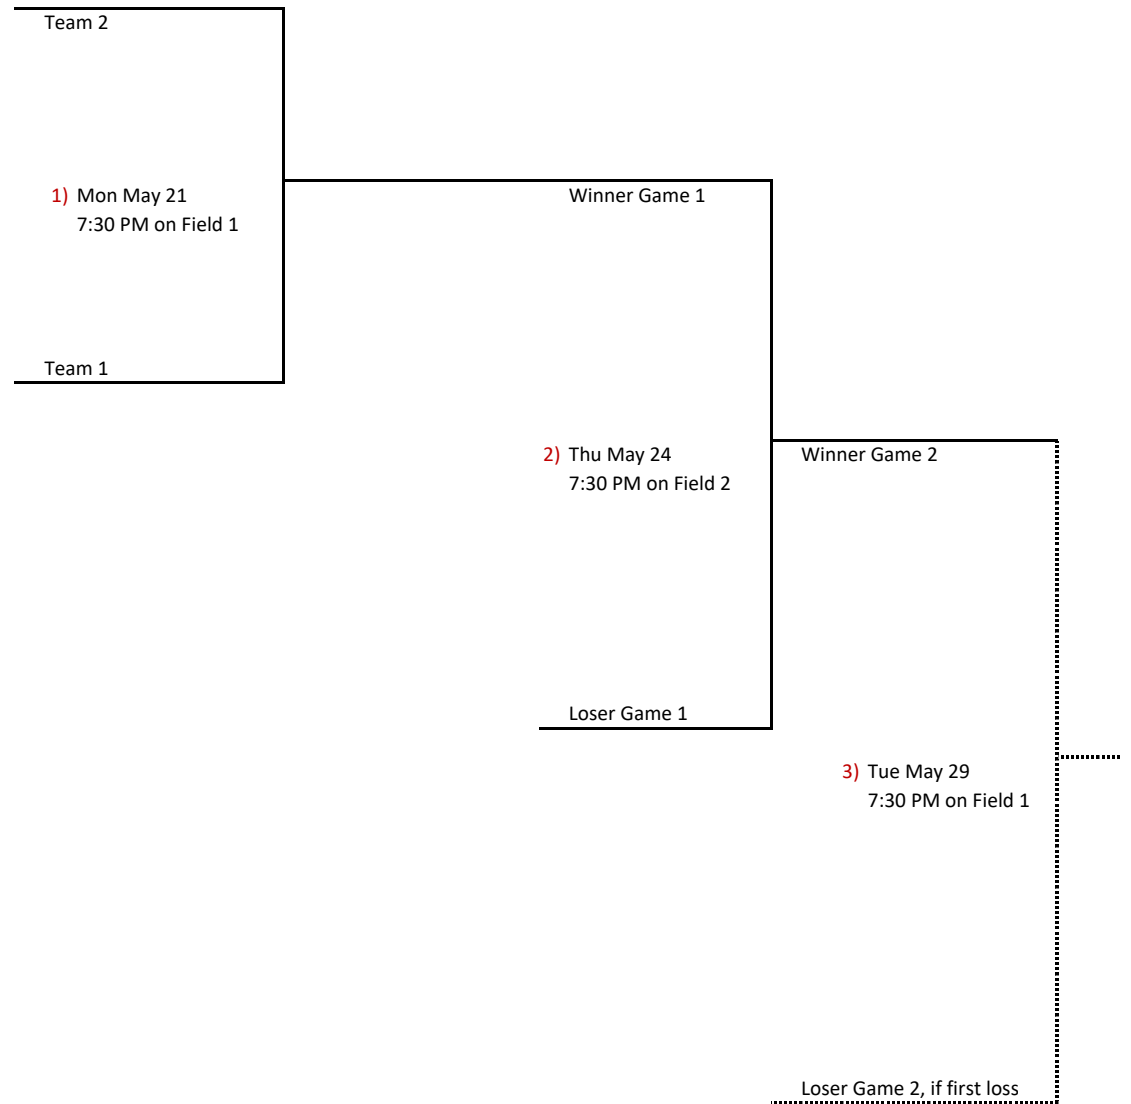 Team 2
1) Mon May 21
7:30 PM on Field 1
Winner Game 1
Team 1
2) Thu May 24
7:30 PM on Field 2
Winner Game 2
Loser Game 1
3) Tue May 29
7:30 PM on Field 1
Loser Game 2, if first loss